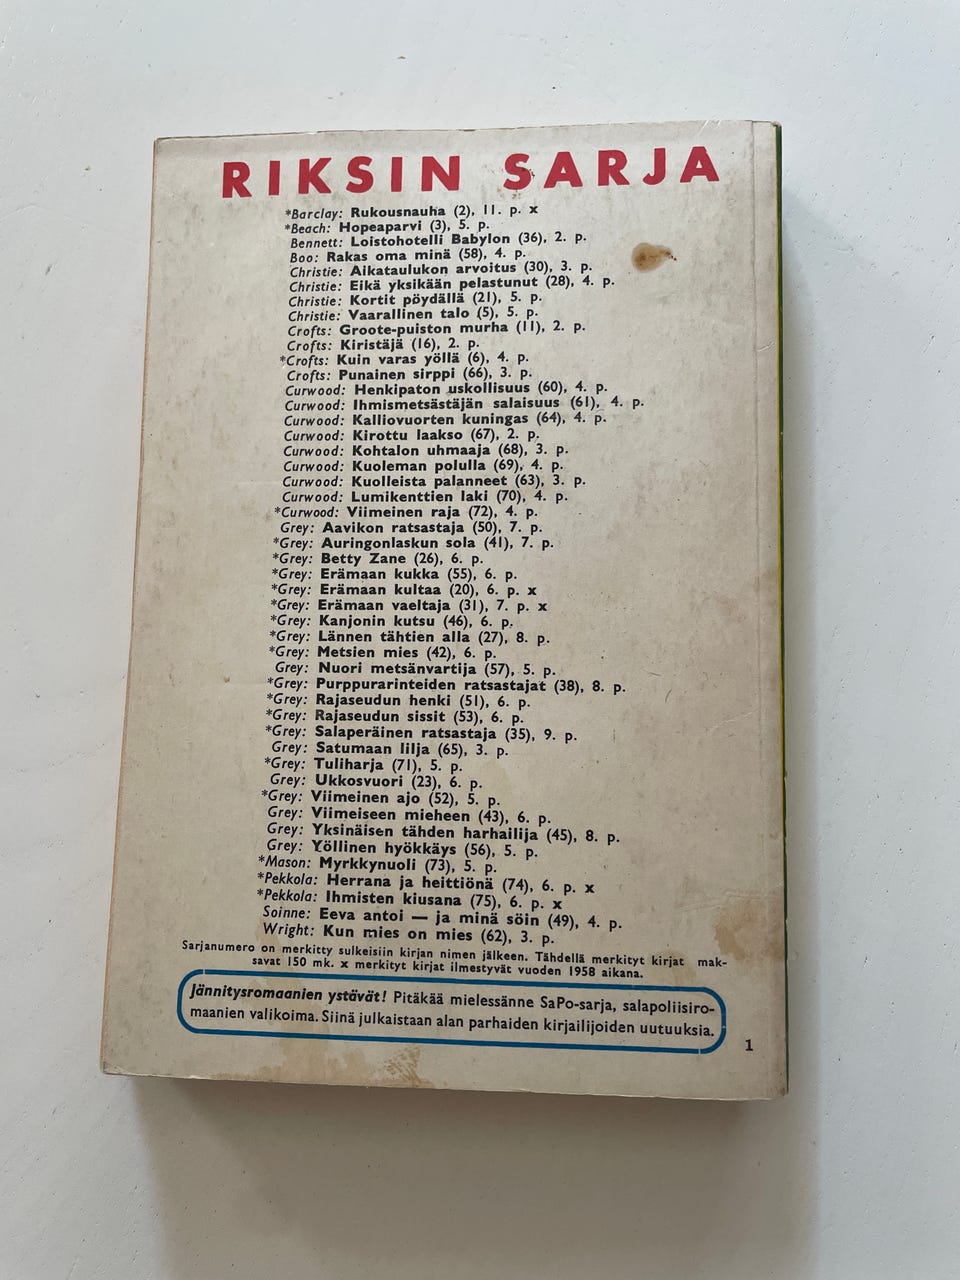 RIKSIN SARJA
*Barclay: Rukousnauha (2), 11. p. x
*Beach: Hopeaparvi (3), 5. p.
Bennett: Loistohotelli Babylon (36), 2. p.
Boo: Rakas oma minä (58), 4. p.
Christie: Aikataulukon arvoitus (30), 3. p.
Christie: Eikä yksikään pelastunut (28), 4. p.
Christie: Kortit pöydällä (21), 5. p.
Christie: Vaarallinen talo (5), 5. p.
Crofts: Groote-puiston murha (11), 2. p.
Crofts: Kiristäjä (16), 2. p.
*Crofts: Kuin varas yöllä (6), 4. p.
Crofts: Punainen sirppi (66), 3. p.
Curwood: Henkipaton uskollisuus (60), 4. p.
Curwood: Ihmismetsästäjän salaisuus (61), 4. p.
Curwood: Kalliovuorten kuningas (64), 4. p.
Curwood: Kirottu laakso (67), 2. p.
Curwood: Kohtalon uhmaaja (68), 3. p.
Curwood: Kuoleman polulla (69), 4. p.
Curwood: Kuolleista palanneet (63), 3. p.
Curwood: Lumikenttien laki (70), 4. p.
*Curwood: Viimeinen raja (72), 4. p.
Grey: Aavikon ratsastaja (50), 7. p.
*Grey: Auringonlaskun sola (41), 7. p.
*Grey: Betty Zane (26), 6. p.
*Grey: Erämaan kukka (55), 6. p.
*Grey: Erämaan kultaa (20), 6. p. x
*Grey: Erämaan vaeltaja (31), 7. p. x
*Grey: Kanjonin kutsu (46), 6. p.
*Grey: Lännen tähtien alla (27), 8. p.
*Grey: Metsien mies (42), 6. p.
Grey: Nuori metsänvartija (57), 5. p.
*Grey: Purppurarinteiden ratsastajat (38), 8. p.
*Grey: Rajaseudun henki (51), 6. p.
*Grey: Rajaseudun sissit (53), 6. p.
*Grey: Salaperäinen ratsastaja (35), 9. p.
Grey: Satumaan lilja (65), 3. p.
*Grey: Tuliharja (71), 5. p.
Grey: Ukkosvuori (23), 6. p.
*Grey: Viimeinen ajo (52), 5. p.
Grey: Viimeiseen mieheen (43), 6. p.
Grey: Yksinäisen tähden harhailija (45), 8. p.
Grey: Yöllinen hyökkäys (56), 5. p.
*Mason: Myrkkynuoli (73), 5. p.
*Pekkola: Herrana ja heittiönä (74), 6. p. x
*Pekkola: Ihmisten kiusana (75), 6. p. x
Soinne: Eeva antoi — ja minä söin (49), 4. p.
Wright: Kun mies on mies (62), 3. p.
Sarjanumero on merkitty sulkeisiin kirjan nimen jälkeen. Tähdellä merkityt kirjat mak-
savat 150 mk. x merkityt kirjat ilmestyvät vuoden 1958 aikana.
Jännitysromaanien ystävät! Pitäkää mielessänne SaPo-sarja, salapoliisiro-
maanien valikoima. Siinä julkaistaan alan parhaiden kirjailijoiden uutuuksia.
1